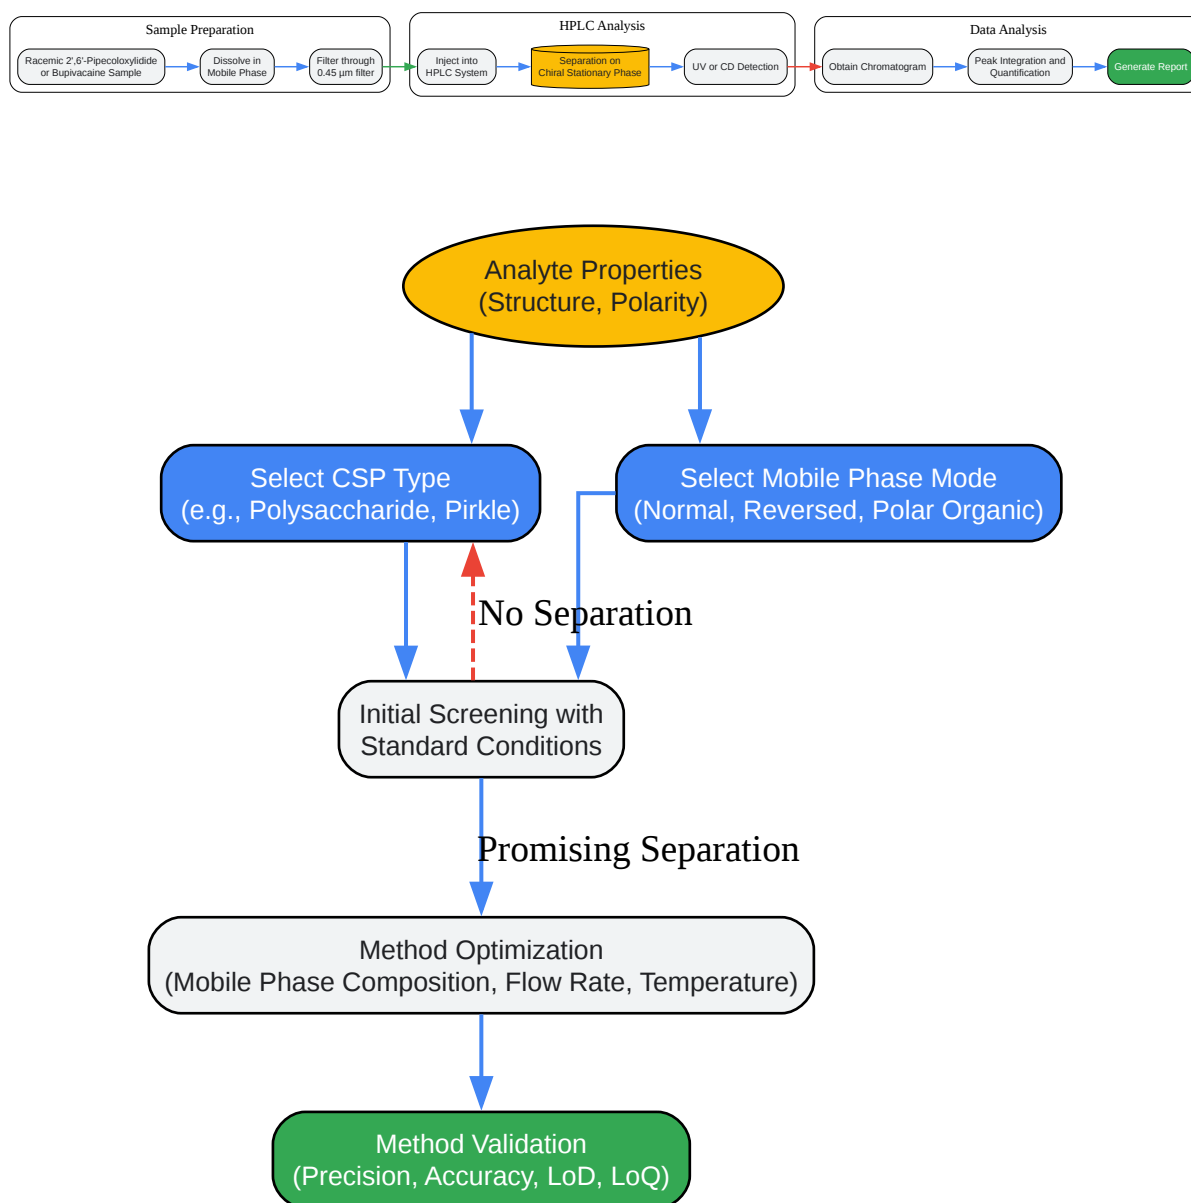 Sample Preparation
Racemic 2',6'-Pipecoloxylidide
or Bupivacaine Sample
Dissolve in
Mobile Phase
Filter through
0.45 µm filter
HPLC Analysis
Inject into
HPLC System
Separation on
Chiral Stationary Phase
UV or CD Detection
Data Analysis
Obtain Chromatogram
Peak Integration and
Quantification
Generate Report
Analyte Properties
(Structure, Polarity)
Select CSP Type
(e.g., Polysaccharide, Pirkle)
Select Mobile Phase Mode
(Normal, Reversed, Polar Organic)
No Separation
Initial Screening with
Standard Conditions
Promising Separation
Method Optimization
(Mobile Phase Composition, Flow Rate, Temperature)
Method Validation
(Precision, Accuracy, LoD, LoQ)